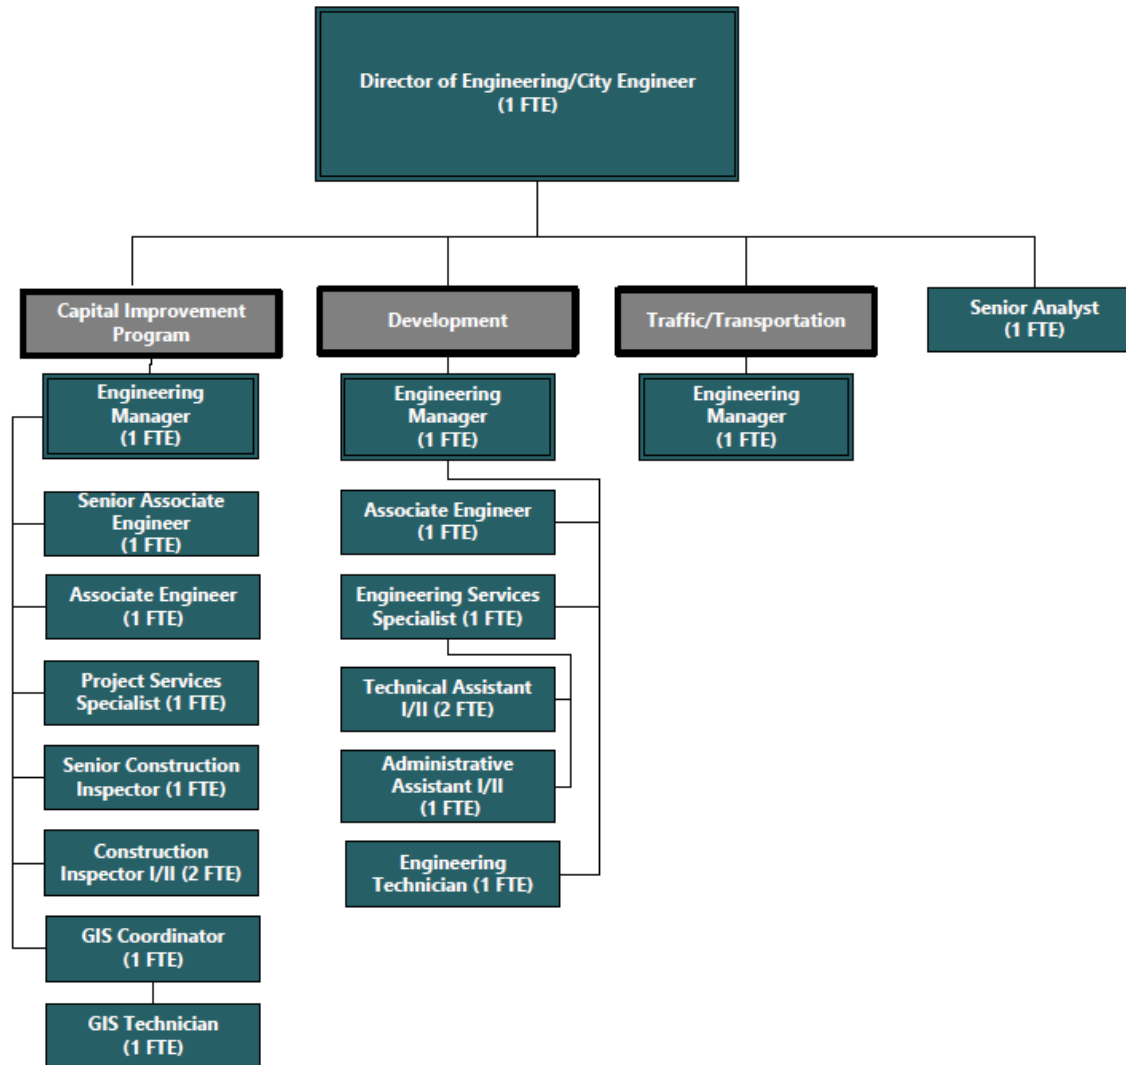 Director of Engineering/City Engineer
(1 FTE)
Capital Improvement
Program
Development
Traffic/Transportation
Senior Analyst
(1 FTE)
Engineering
Manager
(1 FTE)
Engineering
Manager
(1 FTE)
Engineering
Manager
(1 FTE)
Senior Associate
Engineer
(1 FTE)
Associate Engineer
(1 FTE)
Project Services
Specialist (1 FTE)
Senior Construction
Inspector (1 FTE)
Construction
Inspector I/II (2 FTE)
GIS Coordinator
(1 FTE)
GIS Technician
(1 FTE)
Associate Engineer
(1 FTE)
Engineering Services
Specialist (1 FTE)
Technical Assistant
I/II (2 FTE)
Administrative
Assistant I/II
(1 FTE)
Engineering
Technician (1 FTE)